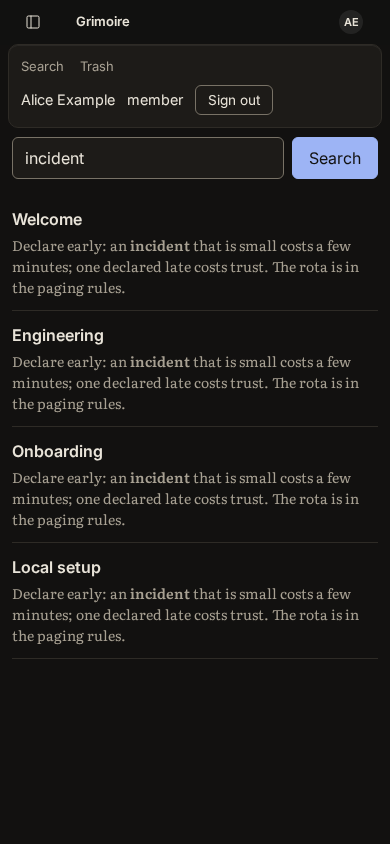 Grimoire AE
Search Trash
Alice Example member Sign out
incident Search
Welcome
Declare early: an incident that is small costs a few
minutes; one declared late costs trust. The rota is in
the paging rules.
Engineering
Declare early: an incident that is small costs a few
minutes; one declared late costs trust. The rota is in
the paging rules.
Onboarding
Declare early: an incident that is small costs a few
minutes; one declared late costs trust. The rota is in
the paging rules.
Local setup
Declare early: an incident that is small costs a few
minutes; one declared late costs trust. The rota is in
the paging rules.